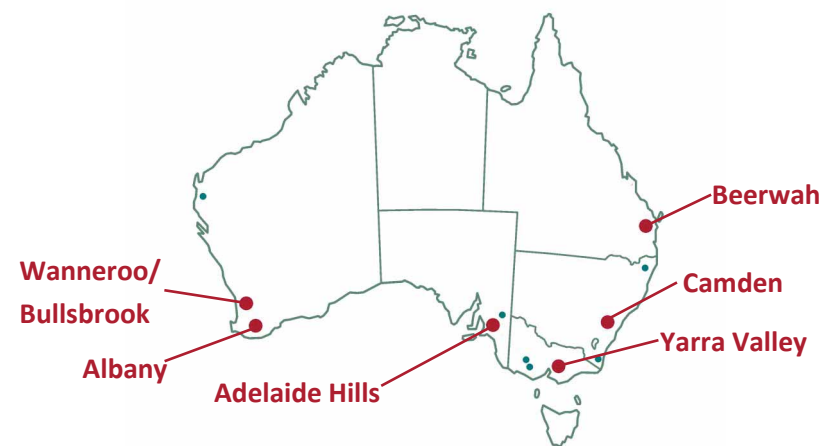 Beerwah
Wanneroo/
Bullsbrook
Camden
Yarra Valley
Albany
Adelaide Hills